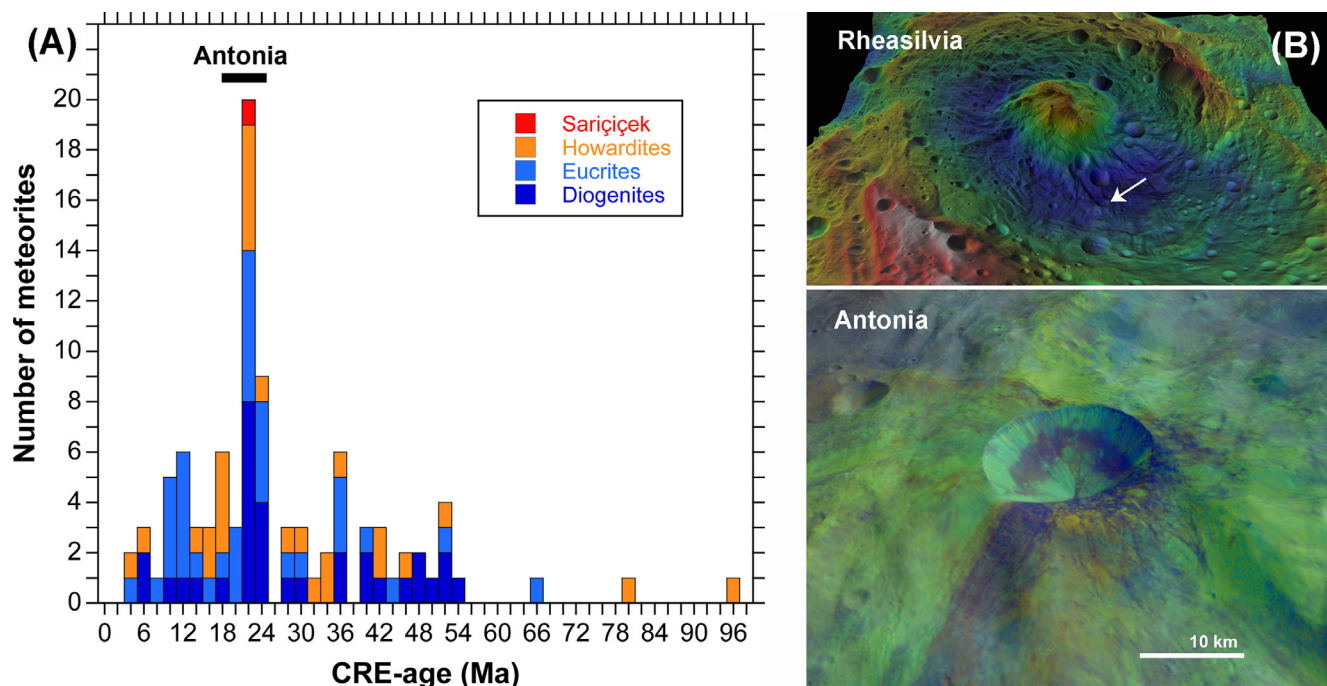 (A)
Antonia
Number of meteorites
20
18
16
14
12
10
8
6
4
2
0
Sariçiçek
Howardites
Eucrites
Diogenites
0 6 12 18 24 30 36 42 48 54 60 66 72 78 84 90 96
CRE-age (Ma)
Rheasilvia
(B)
Antonia
10 km